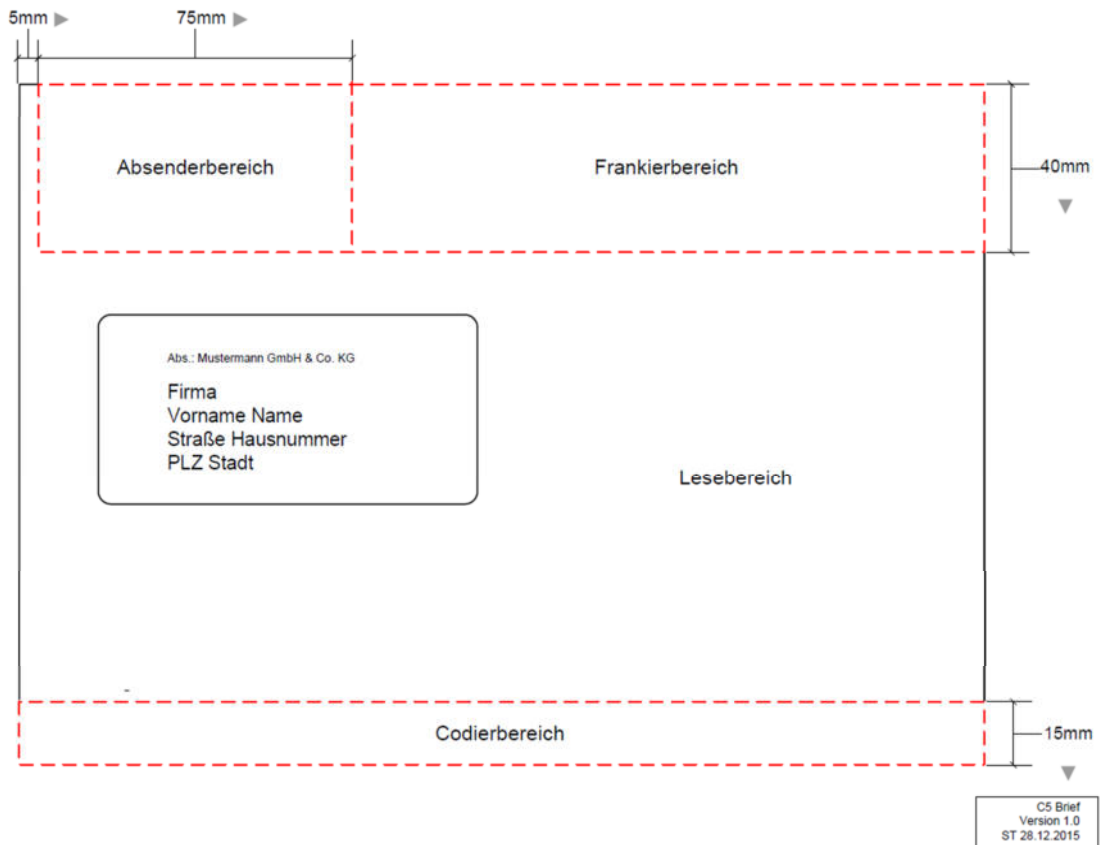 5mm
75mm
Absenderbereich
Frankierbereich
40mm
Abs.: Mustermann GmbH & Co. KG
Firma
Vorname Name
Straße Hausnummer
PLZ Stadt
Lesebereich
Codierbereich
15mm
C5 Brief
Version 1.0
ST 28.12.2015